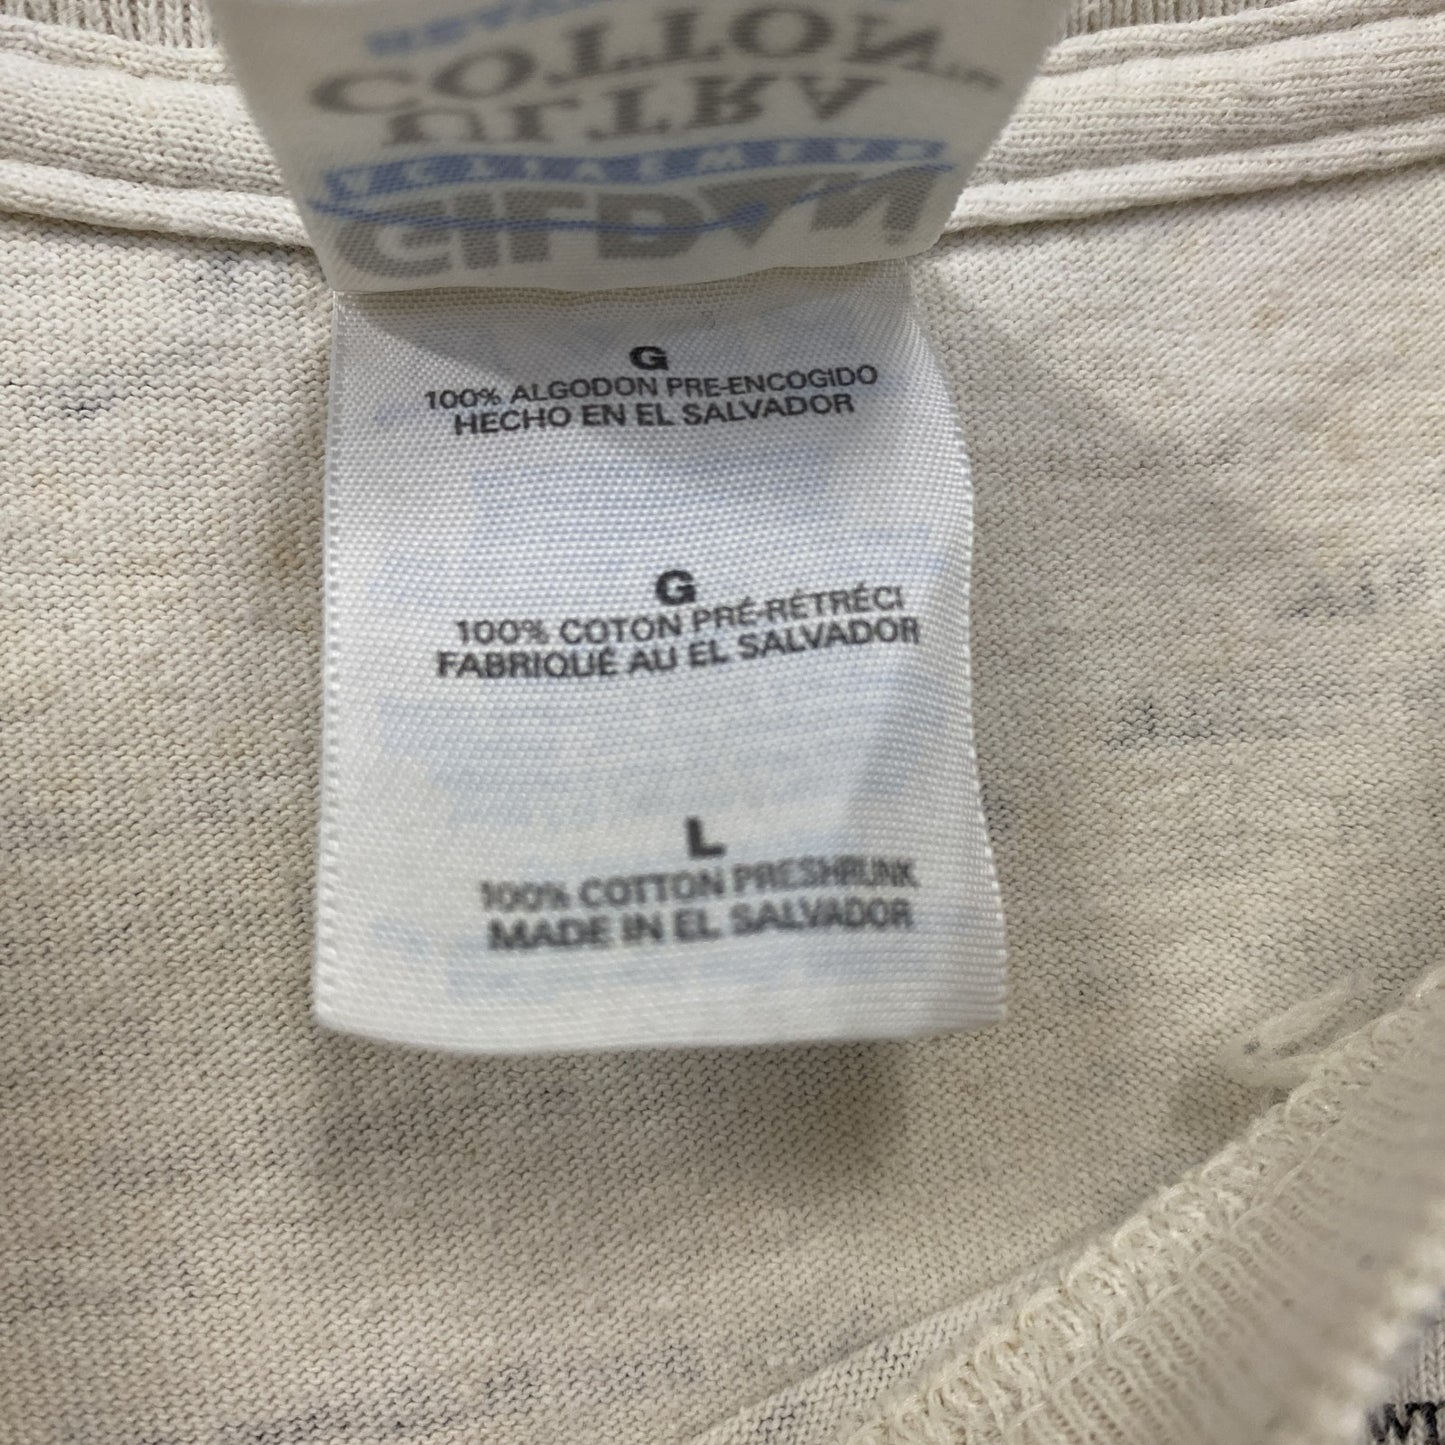 COTTON
ULTRA
ACTIVEWEAR
GILDAN
G
100% ALGODON PRE-ENCOGIDO
HECHO EN EL SALVADOR
G
100% COTON PRÉ-RÉTRÉCI
FABRIQUÉ AU EL SALVADOR
L
100% COTTON PRESHRUNK
MADE IN EL SALVADOR